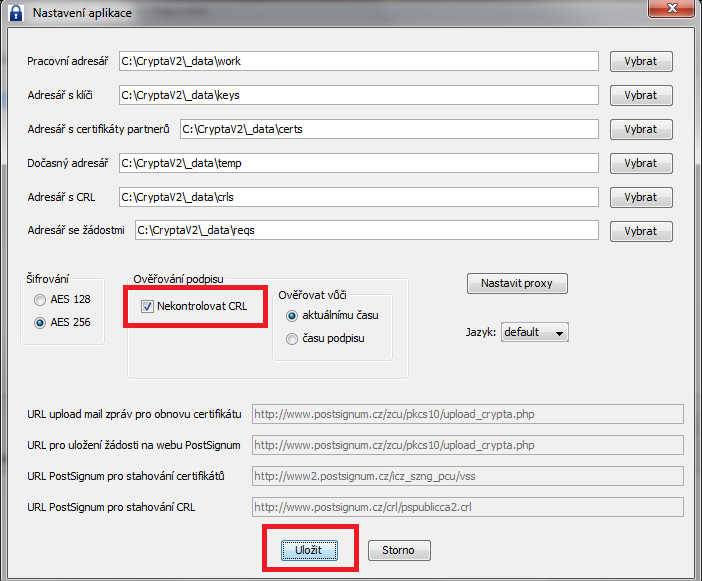 Nastavení aplikace
Pracovní adresář C:\CryptaV2\_data\work Vybrat
Adresář s klíči C:\CryptaV2\_data\keys Vybrat
Adresář s certifikáty partnerů C:\CryptaV2\_data\certs Vybrat
Dočasný adresář C:\CryptaV2\_data\temp Vybrat
Adresář s CRL C:\CryptaV2\_data\crls Vybrat
Adresář se žádostmi C:\CryptaV2\_data\reqs Vybrat
Šifrování
AES 128
AES 256
Ověřování podpisu
Nekontrolovat CRL
Ověřovat vůči
aktuálnímu času
času podpisu
Nastavit proxy
Jazyk: default
URL upload mail zpráv pro obnovu certifikátu http://www.postsignum.cz/zcu/pkcs10/upload_crypta.php
URL pro uložení žádosti na webu PostSignum http://www.postsignum.cz/zcu/pkcs10/upload_crypta.php
URL PostSignum pro stahování certifikátů http://www2.postsignum.cz/icz_szng_pcu/vss
URL PostSignum pro stahování CRL http://www.postsignum.cz/crl/pspublicca2.crl
Uložit Storno